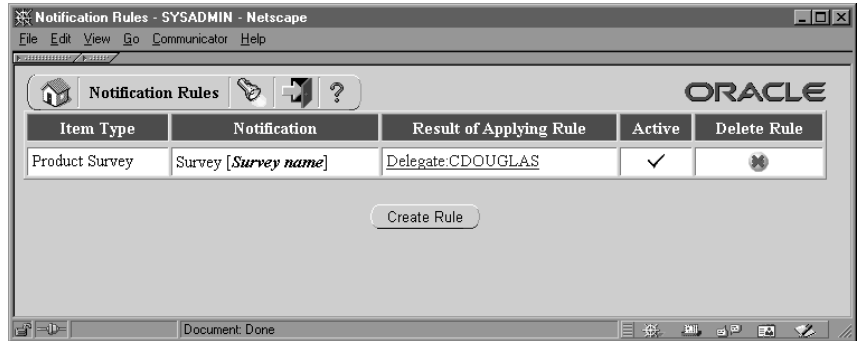 Notification Rules - SYSADMIN - Netscape
File Edit View Go Communicator Help
Notification Rules ?
ORACLE
Item Type Notification Result of Applying Rule Active Delete Rule
Product Survey Survey [Survey name] Delegate:CDOUGLAS
Create Rule
Document: Done